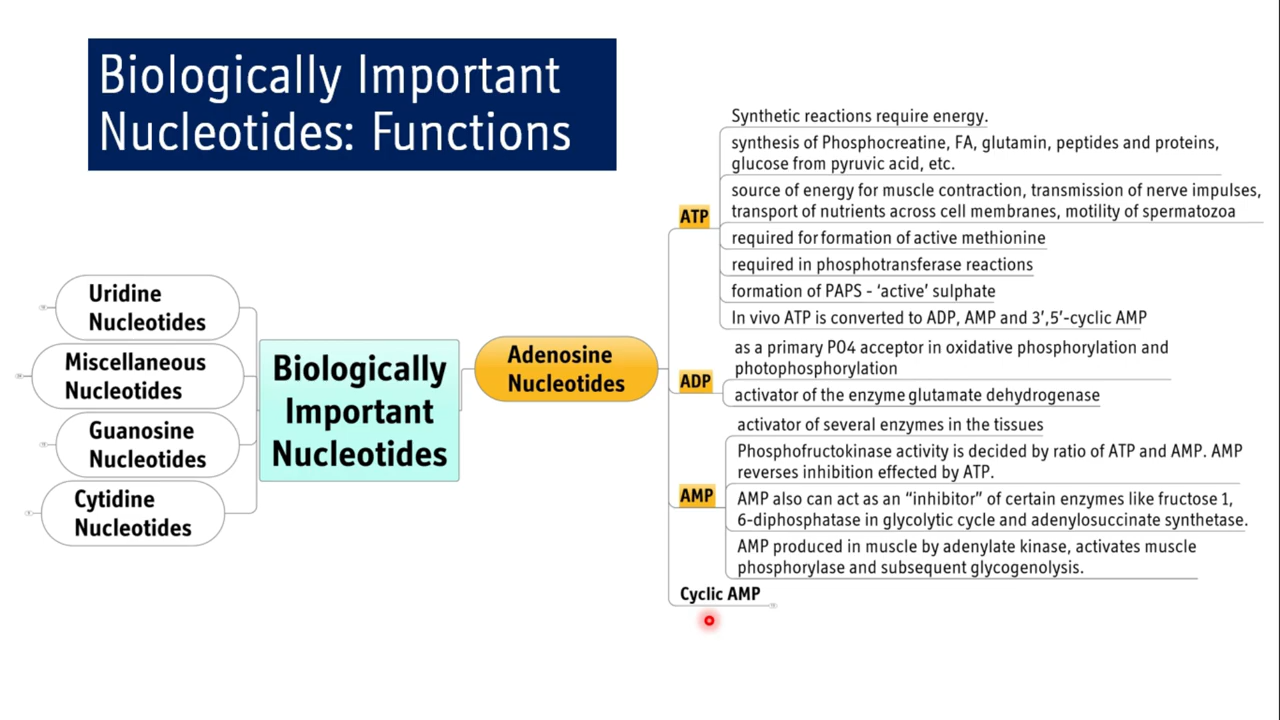 Biologically Important
Nucleotides: Functions
Uridine
Nucleotides
Miscellaneous
Nucleotides
Guanosine
Nucleotides
Cytidine
Nucleotides
Biologically
Important
Nucleotides
Adenosine
Nucleotides
ATP
Synthetic reactions require energy.
synthesis of Phosphocreatine, FA, glutamin, peptides and proteins,
glucose from pyruvic acid, etc.
source of energy for muscle contraction, transmission of nerve impulses,
transport of nutrients across cell membranes, motility of spermatozoa
required for formation of active methionine
required in phosphotransferase reactions
formation of PAPS - ‘active’ sulphate
In vivo ATP is converted to ADP, AMP and 3’,5’-cyclic AMP
ADP
as a primary PO4 acceptor in oxidative phosphorylation and
photophosphorylation
activator of the enzyme glutamate dehydrogenase
AMP
activator of several enzymes in the tissues
Phosphofructokinase activity is decided by ratio of ATP and AMP. AMP
reverses inhibition effected by ATP.
AMP also can act as an “inhibitor” of certain enzymes like fructose 1,
6-diphosphatase in glycolytic cycle and adenylosuccinate synthetase.
AMP produced in muscle by adenylate kinase, activates muscle
phosphorylase and subsequent glycogenolysis.
Cyclic AMP